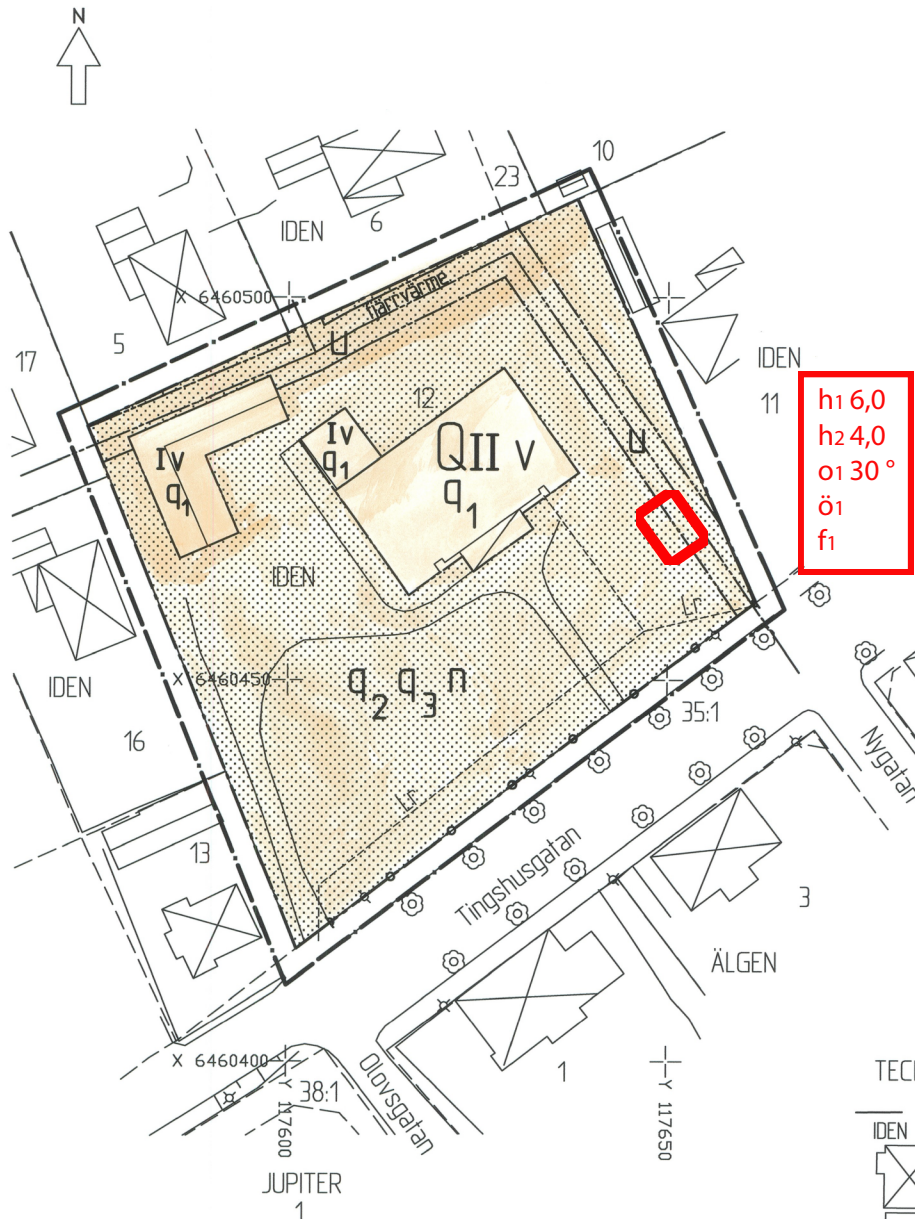 N
10
23
IDEN
6
fjärrvärme
X 6460500
U
5
17
IDEN
11
h1 6,0
h2 4,0
o1 30 °
ö1
f1
12
Iv
q1
Iv
q1
QII v
q1
U
IDEN
Lr
X 6460450
q2 q3 n
IDEN
16
35:1
Nygatan
Lr
13
Tingshusgatan
3
ÄLGEN
X 6460400
Olovsgatan
1
38:1
Y 117600
Y 117650
TECK
IDEN
JUPITER
1